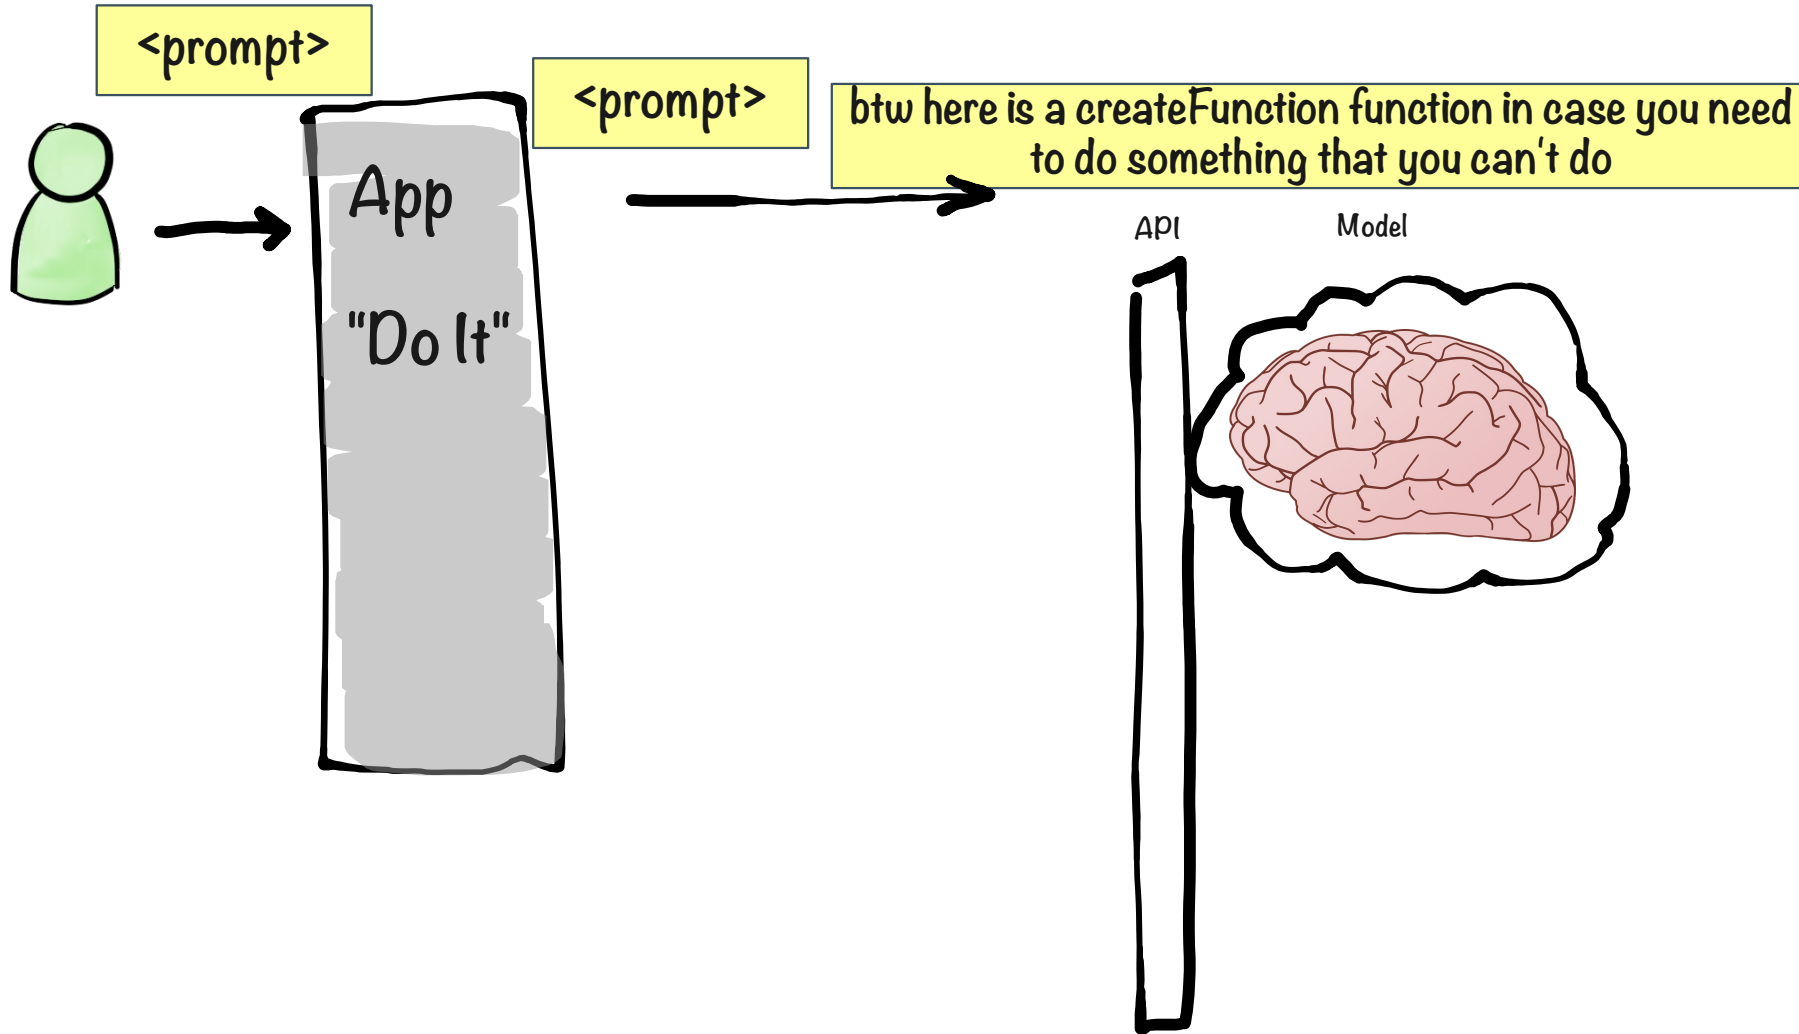 <prompt>
<prompt>
btw here is a createFunction function in case you need
to do something that you can't do
App
"Do It"
API
Model